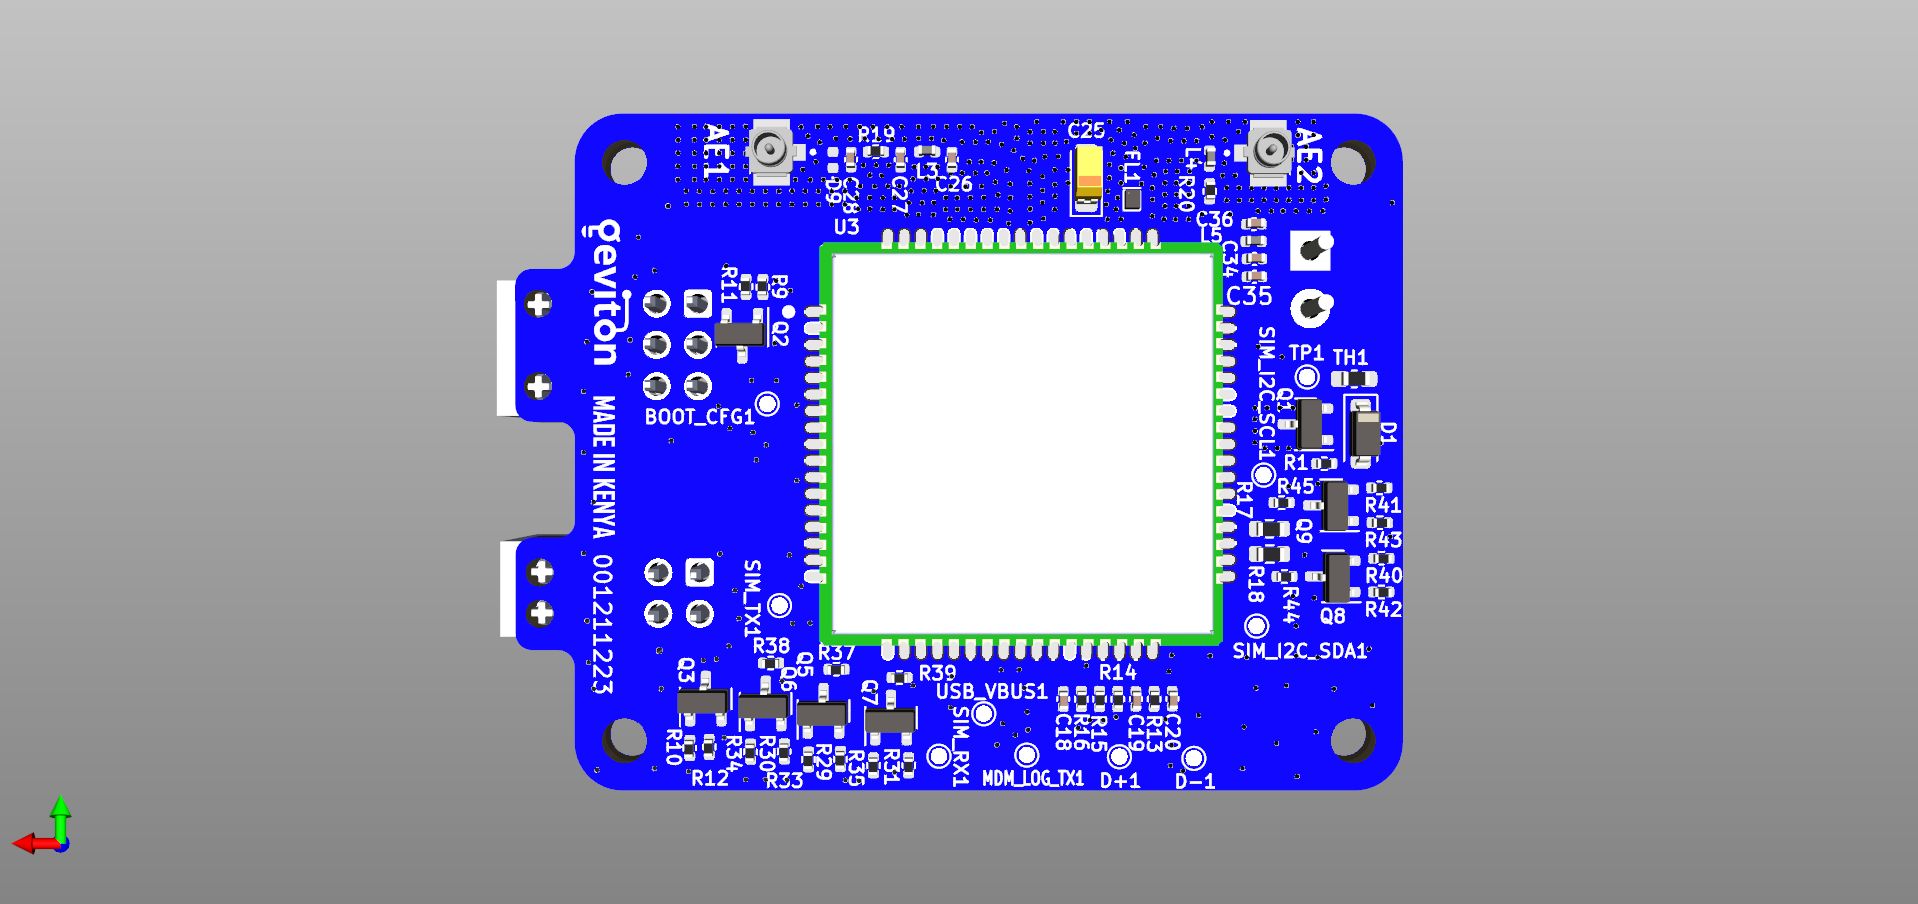 AE1
R19
C25
AE2
D9
C28
C27
L3
C26
FL1
L4
R20
U3
C36
L5
C34
C35
geviton
R11
R9
Q2
BOOT_CFG1
MADE IN KENYA 001211223
SIM_I2C_SCL1
TP1
TH1
D1
R1
R45
R17
R41
Q9
R43
R18
R44
R40
R42
Q8
SIM_I2C_SDA1
SIM_TX1
R38
R37
Q3
Q6
Q5
Q7
R39
R14
USB_VBUS1
SIM_RX1
C18
R16
R15
C19
R13
C20
R10
R12
R34
R30
R33
R29
R35
R31
MDM_LOG_TX1
D+1
D-1